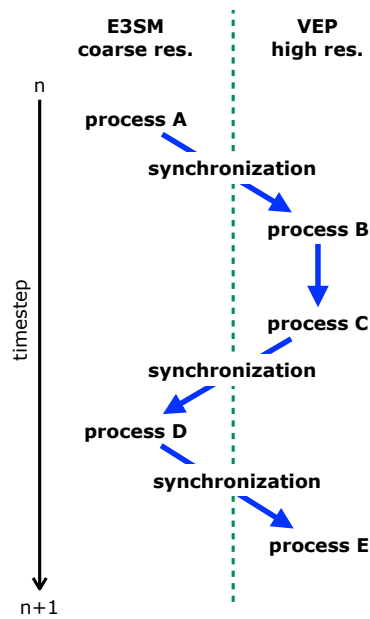 E3SM
coarse res.
VEP
high res.
n
process A
synchronization
process B
timestep
process C
synchronization
process D
synchronization
process E
n+1